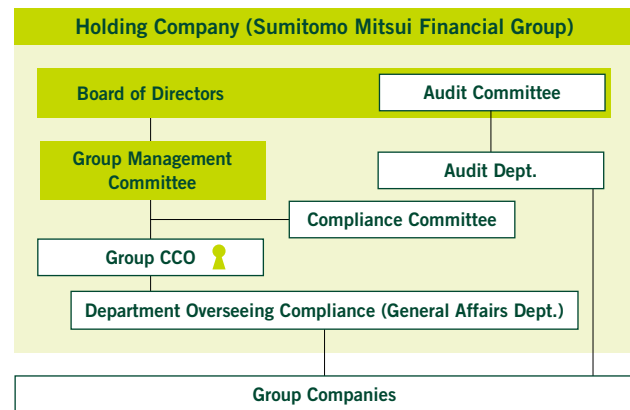 Holding Company (Sumitomo Mitsui Financial Group)
Board of Directors
Audit Committee
Group Management
Committee
Audit Dept.
Compliance Committee
Group CCO
Department Overseeing Compliance (General Affairs Dept.)
Group Companies